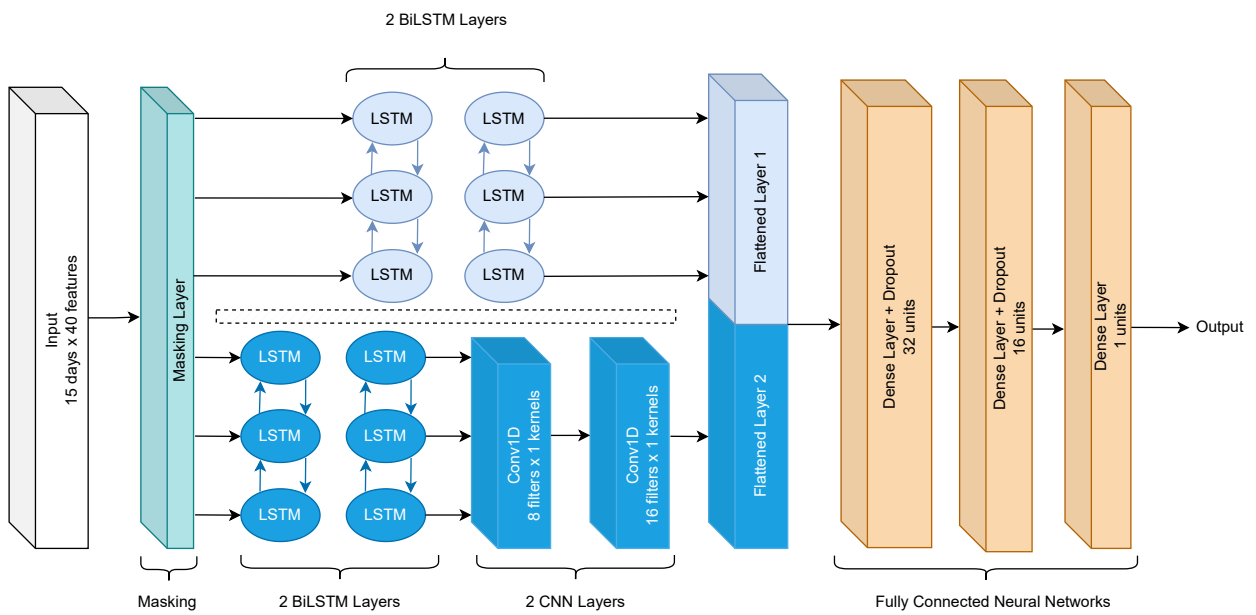 2 BiLSTM Layers
Input
15 days x 40 features
Masking Layer
LSTM
LSTM
LSTM
LSTM
LSTM
LSTM
LSTM
LSTM
LSTM
LSTM
LSTM
LSTM
Conv1D
8 filters x 1 kernels
Conv1D
16 filters x 1 kernels
Flattened Layer 1
Flattened Layer 2
Dense Layer + Dropout
32 units
Dense Layer + Dropout
16 units
Dense Layer
1 units
Output
Masking
2 BiLSTM Layers
2 CNN Layers
Fully Connected Neural Networks